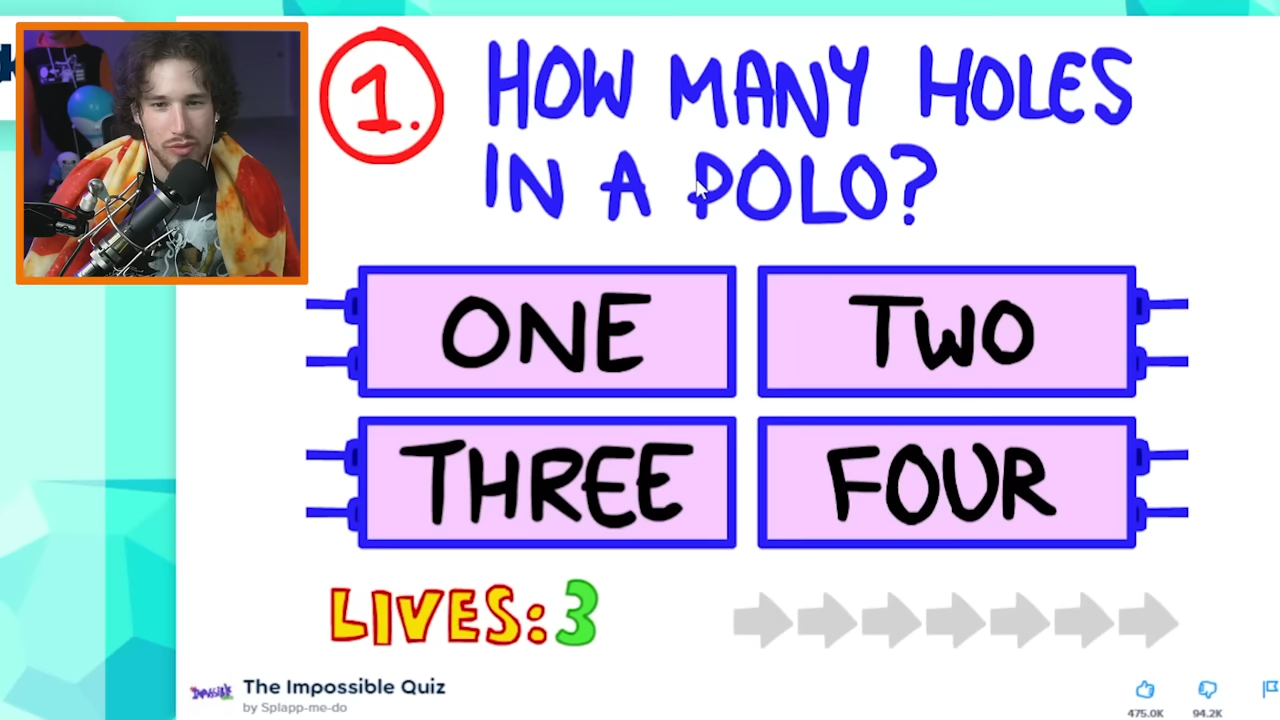 1.
HOW MANY HOLES
IN A POLO?
ONE
TWO
THREE
FOUR
LIVES: 3
The Impossible Quiz
by Splapp-me-do
475.0K
94.2K